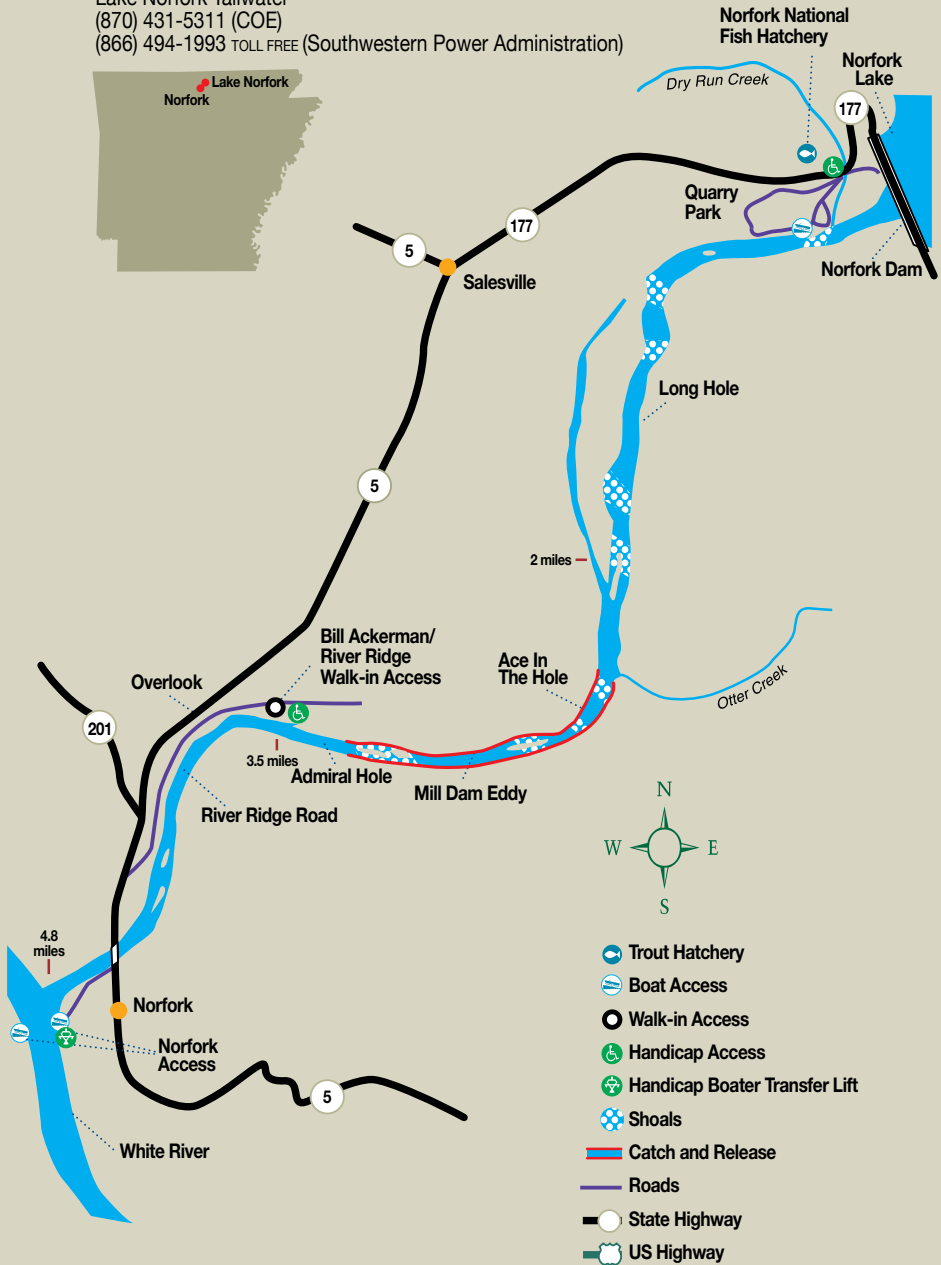 Lake Norfork Tailwater
(870) 431-5311 (COE)
(866) 494-1993 TOLL FREE (Southwestern Power Administration)
Lake Norfork
Norfork
Norfork National
Fish Hatchery
Norfork
Lake
Dry Run Creek
177
Quarry
Park
177
5
Salesville
Norfork Dam
Long Hole
5
2 miles
Bill Ackerman/
River Ridge
Walk-in Access
Ace In
The Hole
Otter Creek
Overlook
201
3.5 miles
Admiral Hole
Mill Dam Eddy
River Ridge Road
N
W
E
S
4.8
miles
Norfork
Norfork
Access
5
White River
Trout Hatchery
Boat Access
Walk-in Access
Handicap Access
Handicap Boater Transfer Lift
Shoals
Catch and Release
Roads
State Highway
US Highway